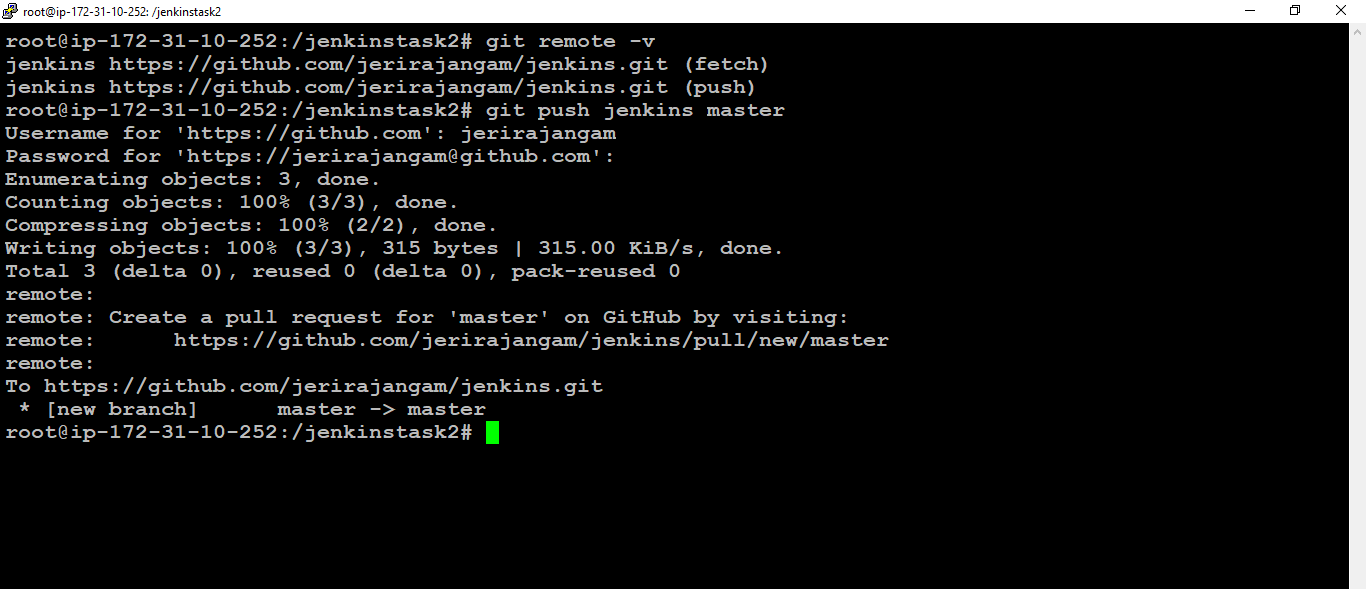 root@ip-172-31-10-252: /jenkinstask2
root@ip-172-31-10-252:/jenkinstask2# git remote -v
jenkins https://github.com/jerirajangam/jenkins.git (fetch)
jenkins https://github.com/jerirajangam/jenkins.git (push)
root@ip-172-31-10-252:/jenkinstask2# git push jenkins master
Username for 'https://github.com': jerirajangam
Password for 'https://jerirajangam@github.com':
Enumerating objects: 3, done.
Counting objects: 100% (3/3), done.
Compressing objects: 100% (2/2), done.
Writing objects: 100% (3/3), 315 bytes | 315.00 KiB/s, done.
Total 3 (delta 0), reused 0 (delta 0), pack-reused 0
remote:
remote: Create a pull request for 'master' on GitHub by visiting:
remote:      https://github.com/jerirajangam/jenkins/pull/new/master
remote:
To https://github.com/jerirajangam/jenkins.git
 * [new branch]      master -> master
root@ip-172-31-10-252:/jenkinstask2#